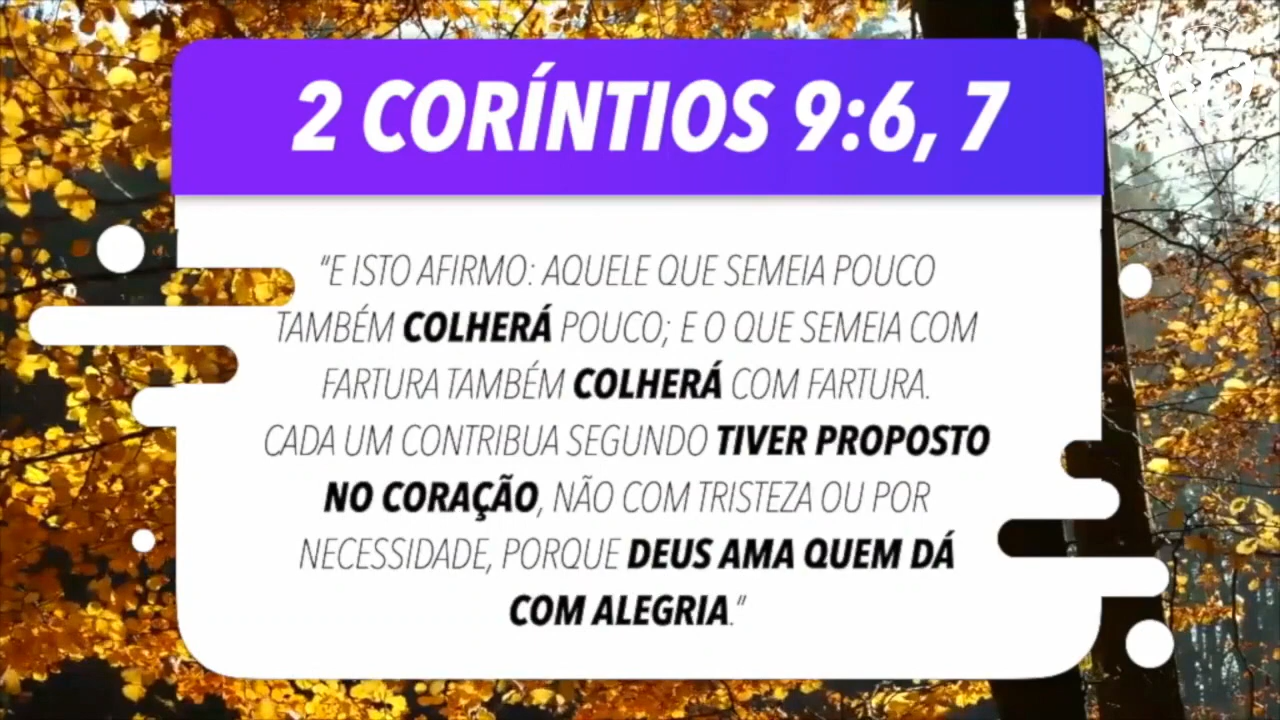 2 CORÍNTIOS 9:6, 7
“E ISTO AFIRMO: AQUELE QUE SEMEIA POUCO
TAMBÉM COLHERÁ POUCO; E O QUE SEMEIA COM
FARTURA TAMBÉM COLHERÁ COM FARTURA.
CADA UM CONTRIBUA SEGUNDO TIVER PROPOSTO
NO CORAÇÃO, NÃO COM TRISTEZA OU POR
NECESSIDADE, PORQUE DEUS AMA QUEM DÁ
COM ALEGRIA.”